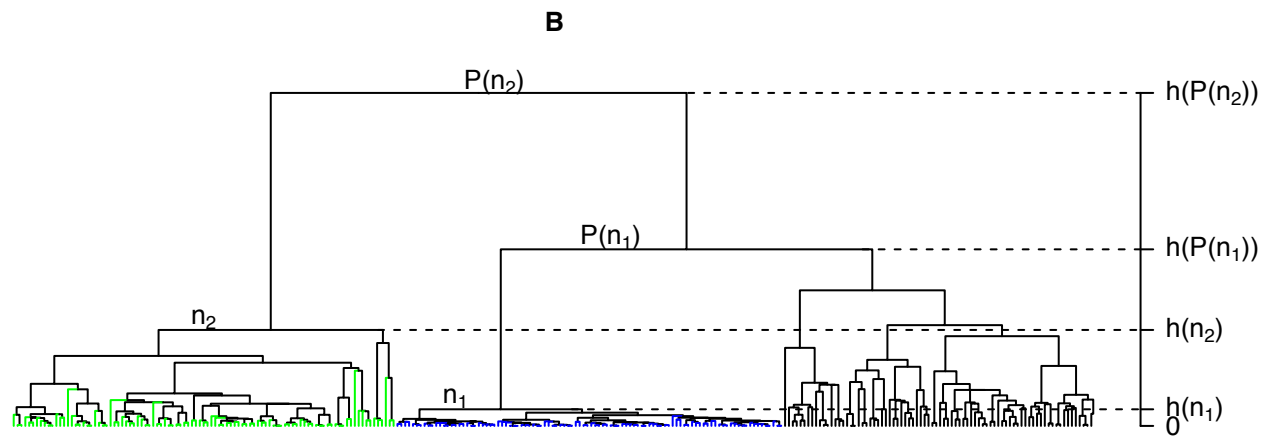 B
P(n₂)
h(P(n₂))
P(n₁)
h(P(n₁))
n₂
h(n₂)
n₁
h(n₁)
0